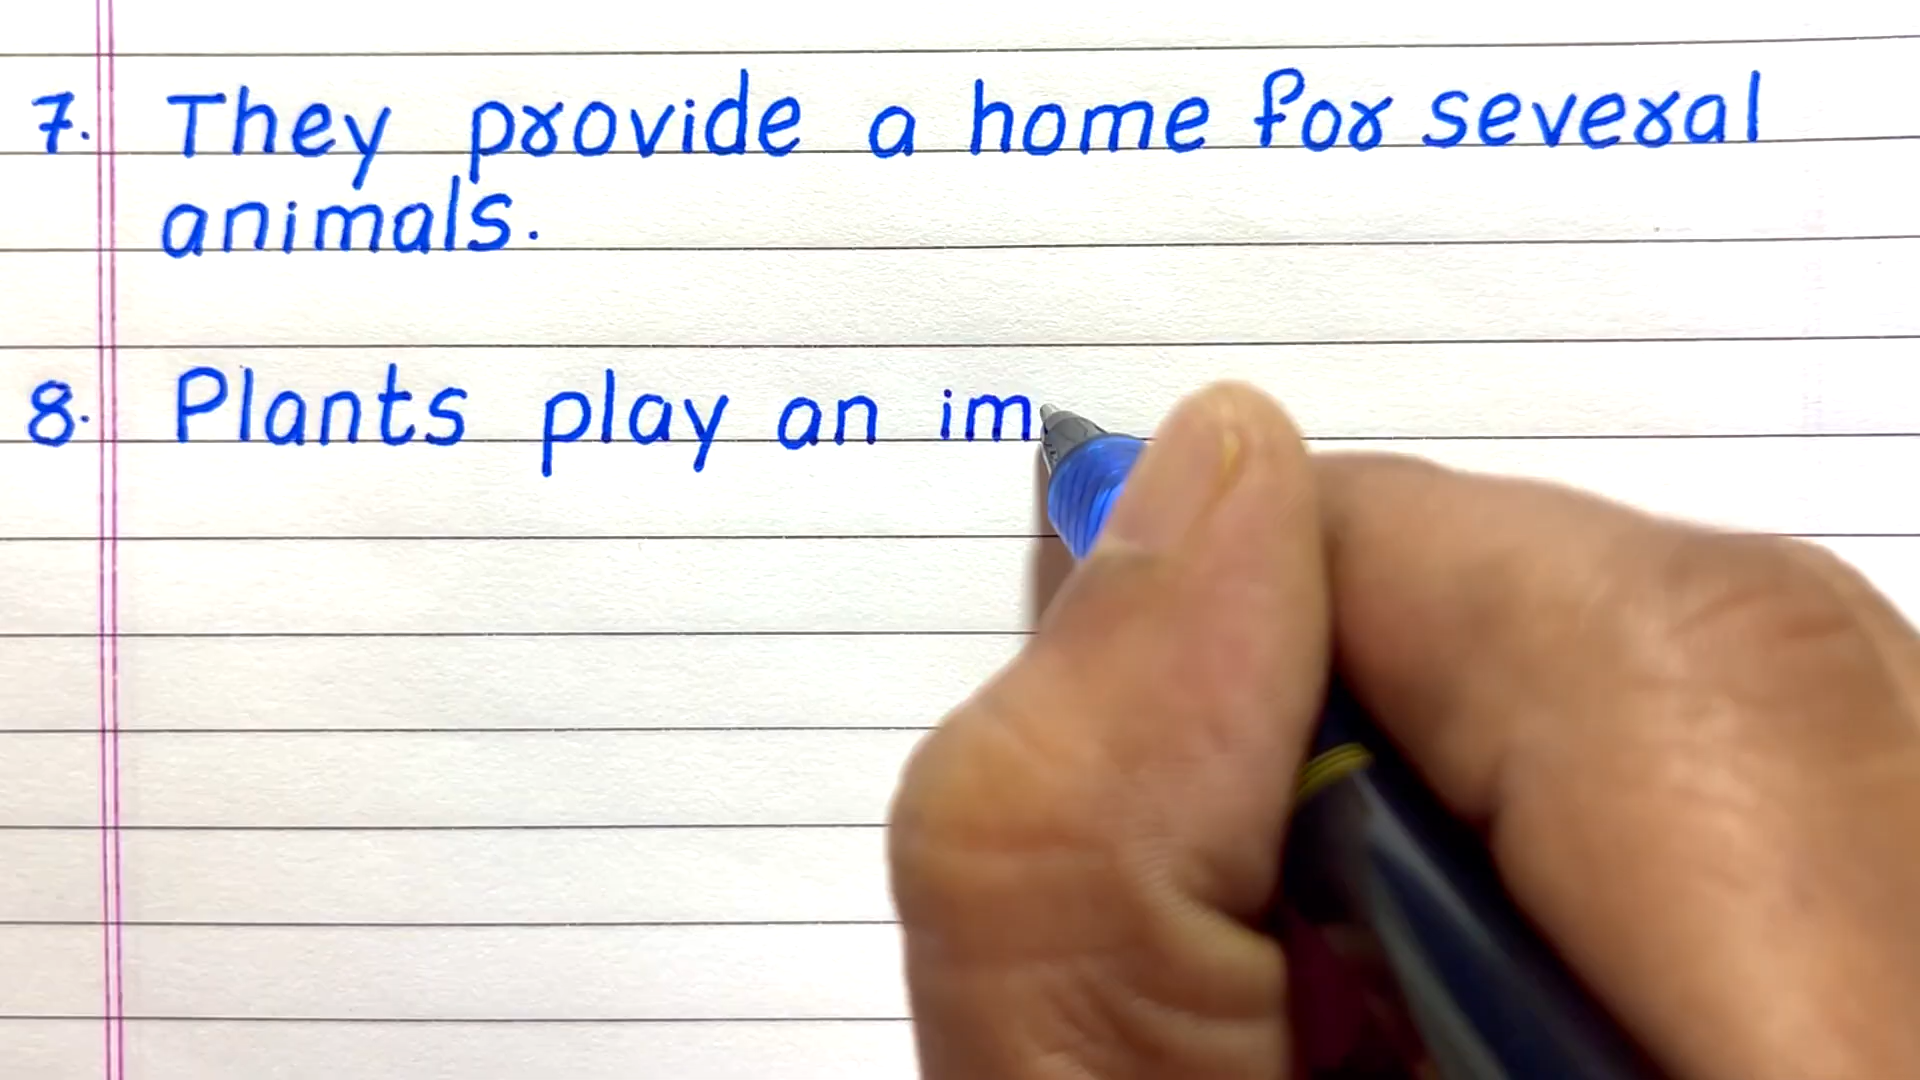 7. They provide a home for several
animals.
8. Plants play an im